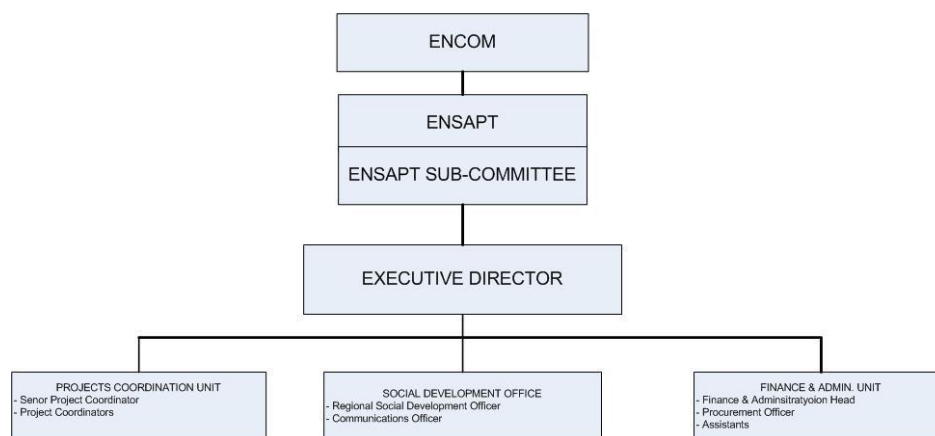 ENCOM
ENSAPT
ENSAPT SUB-COMMITTEE
EXECUTIVE DIRECTOR
PROJECTS COORDINATION UNIT
- Senor Project Coordinator
- Project Coordinators
SOCIAL DEVELOPMENT OFFICE
- Regional Social Development Officer
- Communications Officer
FINANCE & ADMIN. UNIT
- Finance & Adminsitratyoion Head
- Procurement Officer
- Assistants